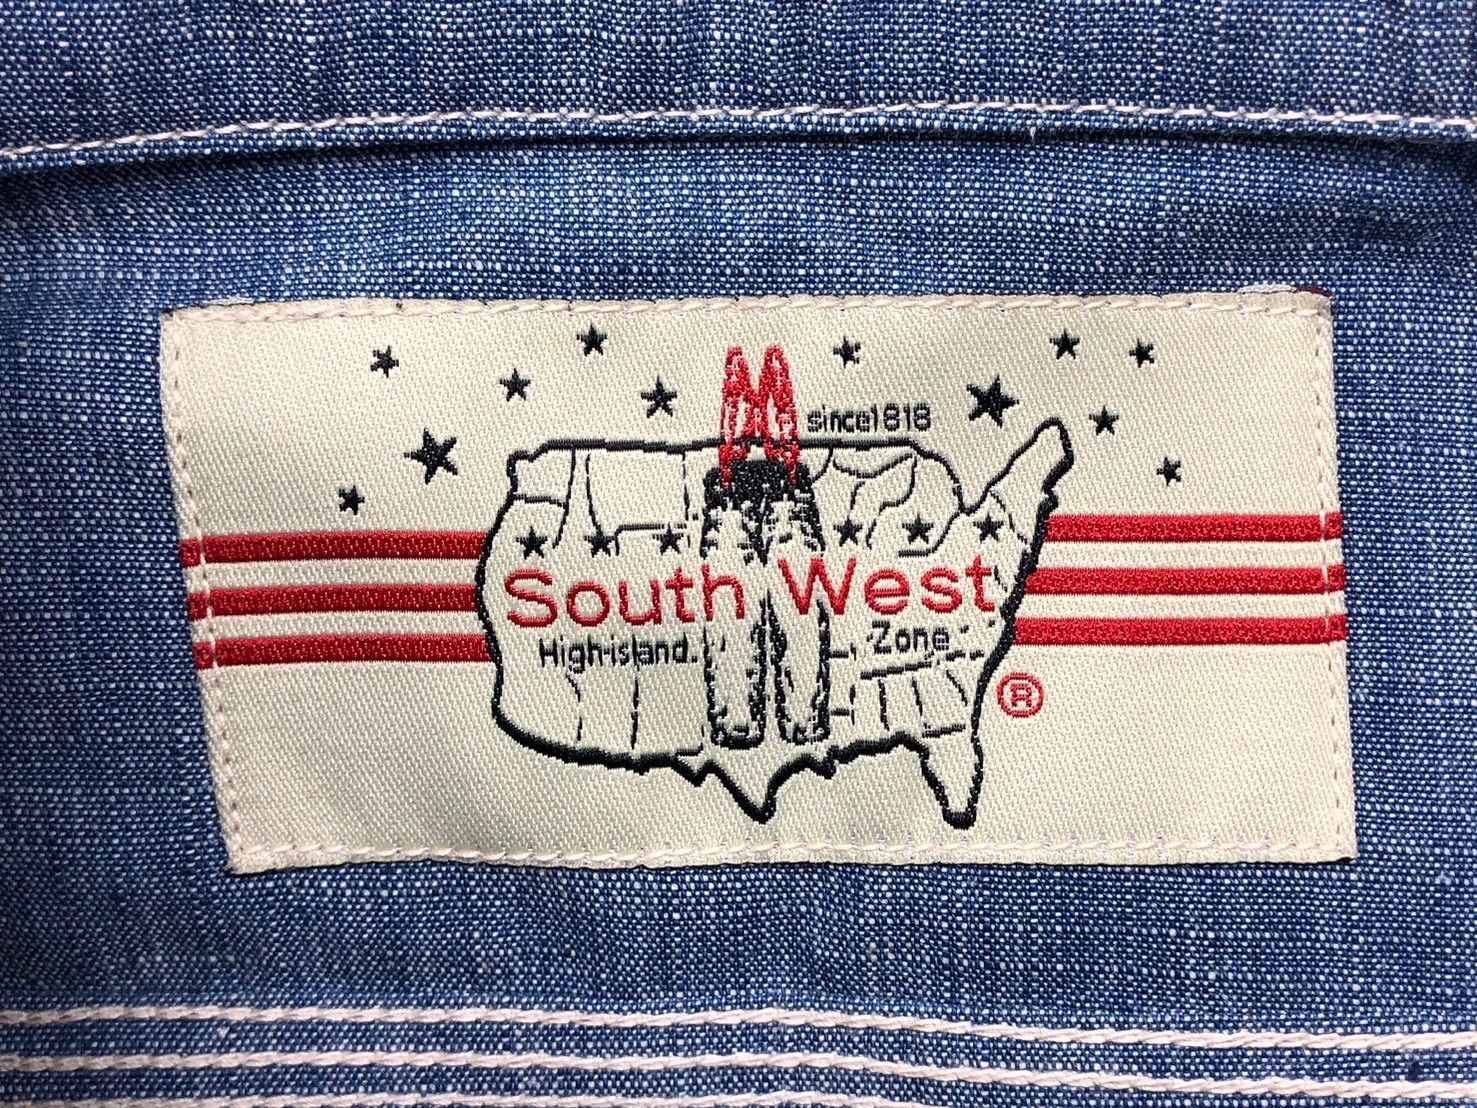 since1818
South West
High-island. Zone
®